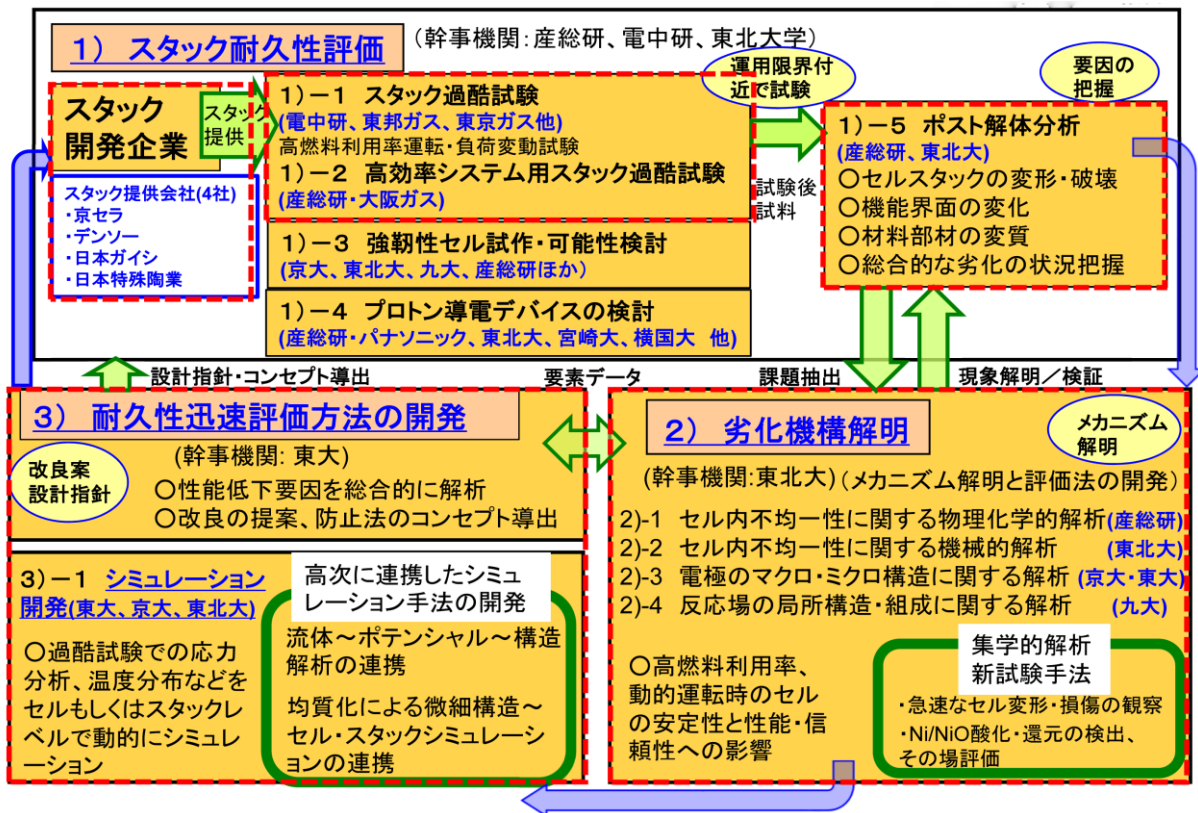 1) スタック耐久性評価
(幹事機関:産総研、電中研、東北大学)
スタック
開発企業
スタック
提供
スタック提供会社(4社)
・京セラ
・デンソー
・日本ガイシ
・日本特殊陶業
1)-1 スタック過酷試験
(電中研、東邦ガス、東京ガス他)
高燃料利用率運転・負荷変動試験
1)-2 高効率システム用スタック過酷試験
(産総研・大阪ガス)
1)-3 強靭性セル試作・可能性検討
(京大、東北大、九大、産総研ほか)
1)-4 プロトン導電デバイスの検討
(産総研・パナソニック、東北大、宮崎大、横国大 他)
運用限界付
近で試験
試験後
試料
要因の
把握
1)-5 ポスト解体分析
(産総研、東北大)
〇セルスタックの変形・破壊
〇機能界面の変化
〇材料部材の変質
〇総合的な劣化の状況把握
設計指針・コンセプト導出
要素データ
課題抽出
現象解明/検証
3) 耐久性迅速評価方法の開発
(幹事機関: 東大)
改良案
設計指針
〇性能低下要因を総合的に解析
〇改良の提案、防止法のコンセプト導出
3)-1 シミュレーション
開発(東大、京大、東北大)
〇過酷試験での応力
分析、温度分布などを
セルもしくはスタックレ
ベルで動的にシミュレ
ーション
高次に連携したシミュ
レーション手法の開発
流体~ポテンシャル~構造
解析の連携
均質化による微細構造~
セル・スタックシミュレーシ
ョンの連携
2) 劣化機構解明
メカニズム
解明
(幹事機関:東北大)(メカニズム解明と評価法の開発)
2)-1 セル内不均一性に関する物理化学的解析(産総研)
2)-2 セル内不均一性に関する機械的解析 (東北大)
2)-3 電極のマクロ・ミクロ構造に関する解析 (京大・東大)
2)-4 反応場の局所構造・組成に関する解析 (九大)
〇高燃料利用率、
動的運転時のセル
の安定性と性能・信
頼性への影響
集学的解析
新試験手法
・急速なセル変形・損傷の観察
・Ni/NiO酸化・還元の検出、
その場評価